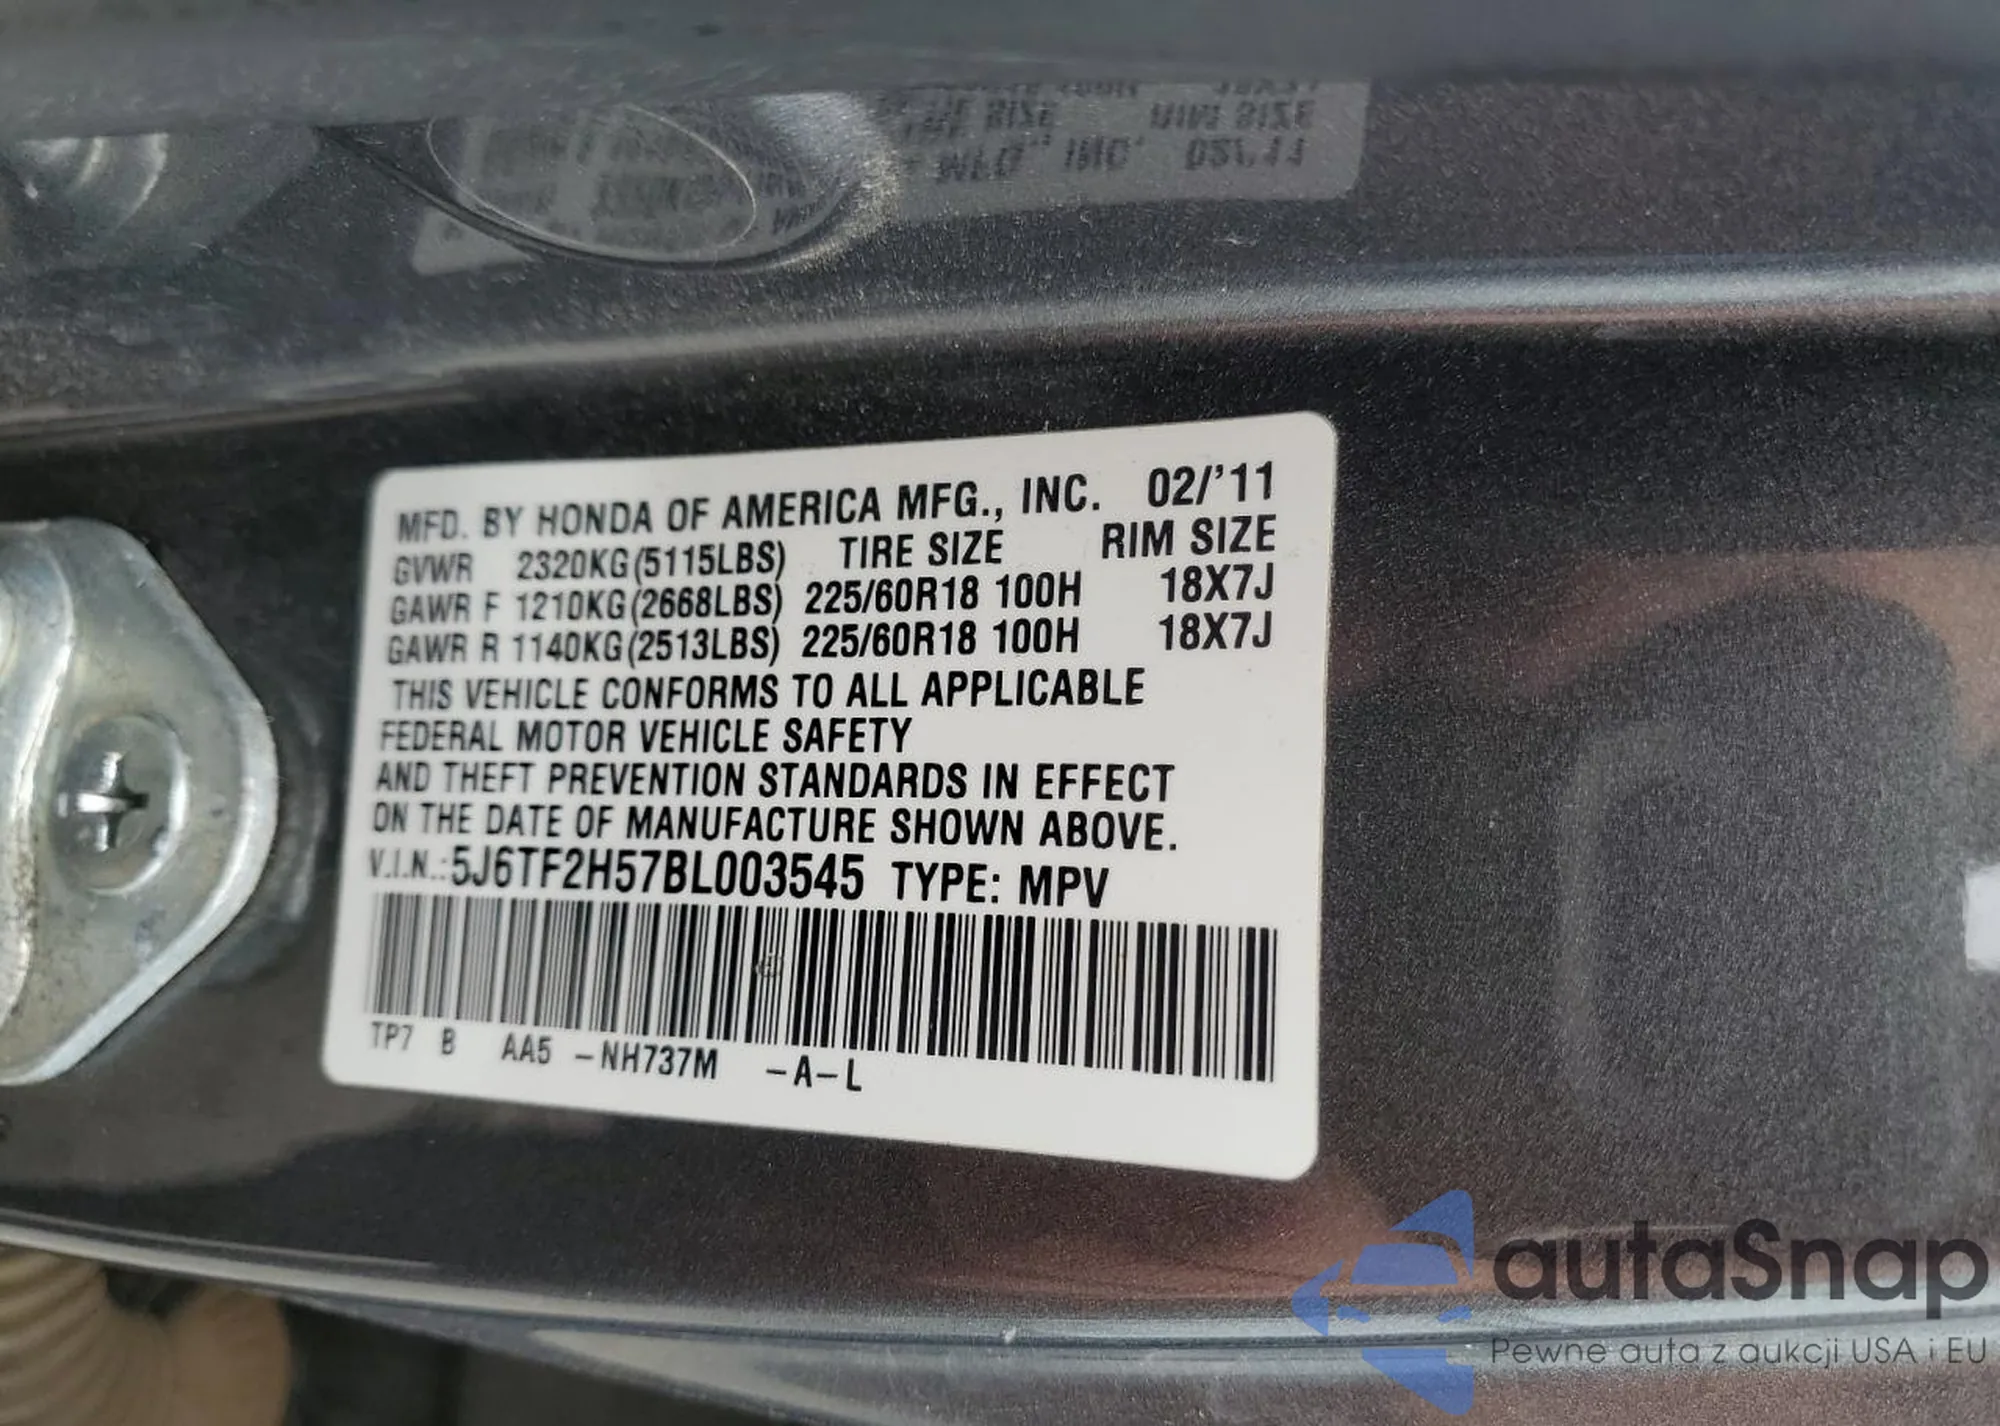 MFD. BY HONDA OF AMERICA MFG., INC. 02/'11
GVWR 2320KG(5115LBS) TIRE SIZE RIM SIZE
GAWR F 1210KG(2668LBS) 225/60R18 100H 18X7J
GAWR R 1140KG(2513LBS) 225/60R18 100H 18X7J
THIS VEHICLE CONFORMS TO ALL APPLICABLE
FEDERAL MOTOR VEHICLE SAFETY
AND THEFT PREVENTION STANDARDS IN EFFECT
ON THE DATE OF MANUFACTURE SHOWN ABOVE.
V.I.N.:5J6TF2H57BL003545 TYPE: MPV
TP7 B AA5 -NH737M -A-L
autaSnap
Pewne auta z aukcji USA i EU